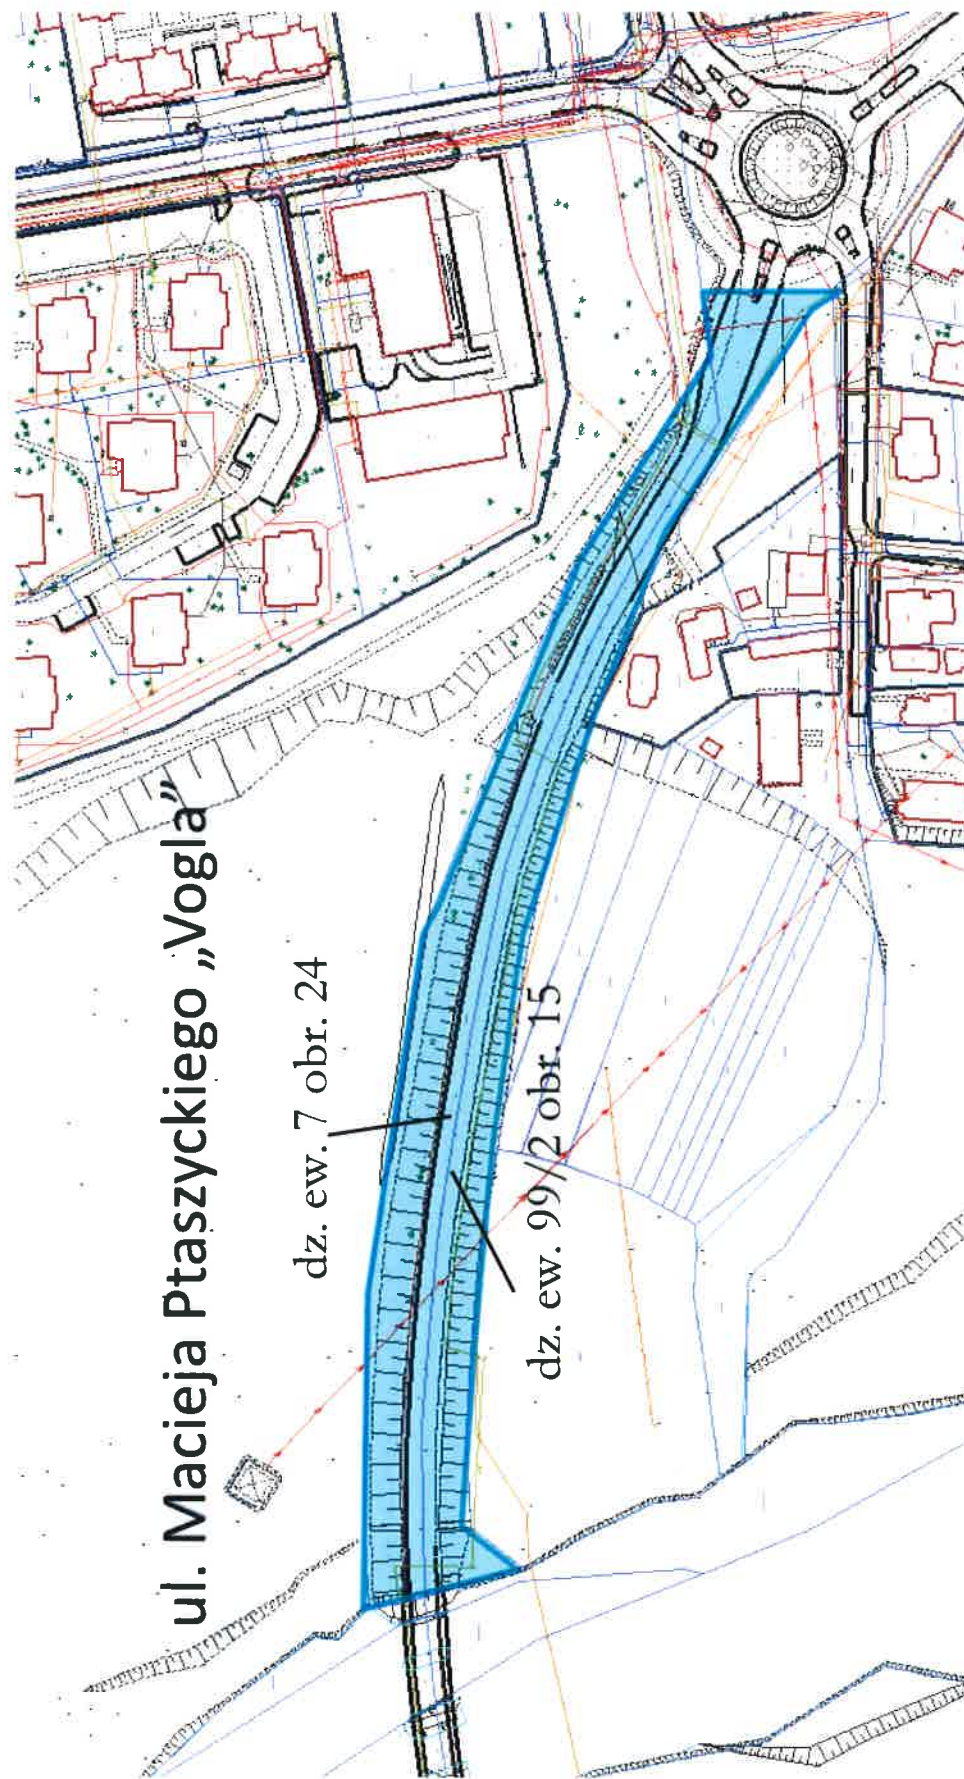 ul. Macieja Ptaszyckiego „Vogla”
dz. ew. 7 obr. 24
dz. ew. 99/2 obr. 15